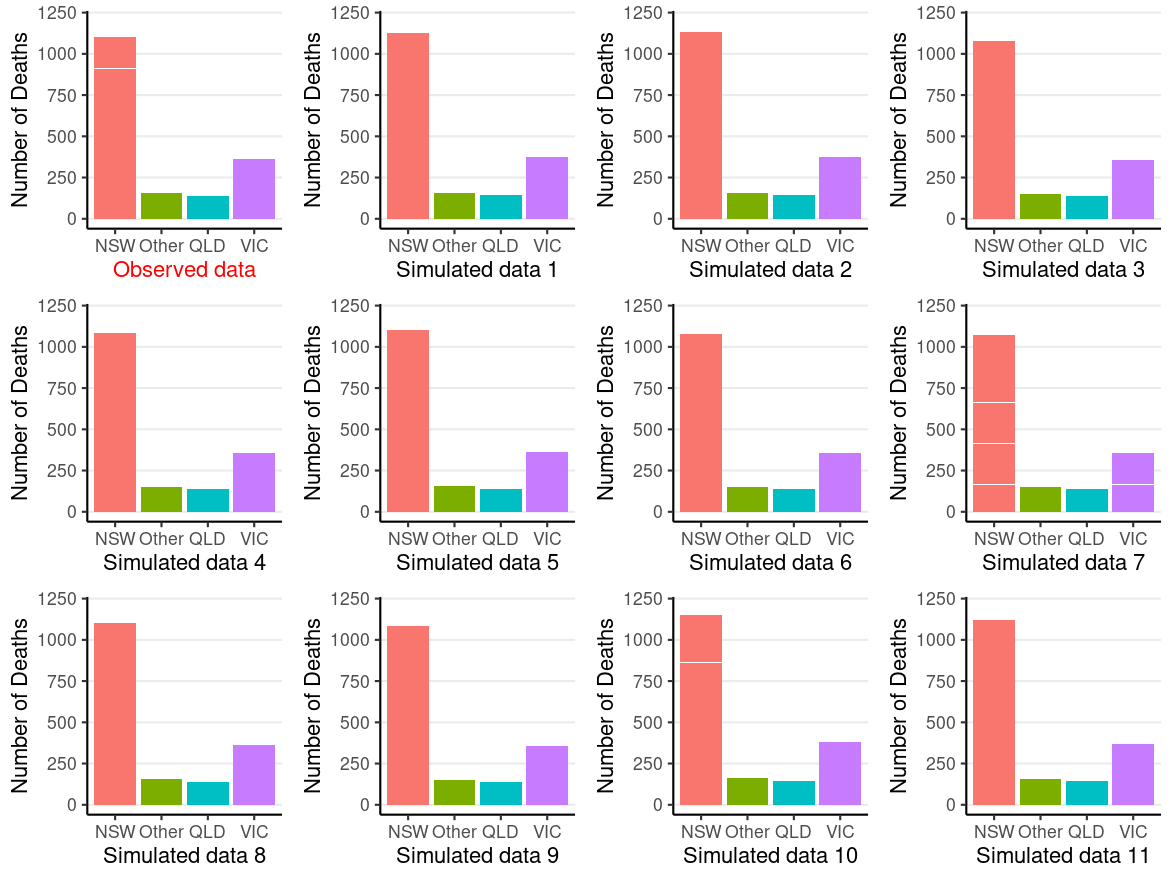 Number of Deaths
1250
1000
750
500
250
0
NSW Other QLD VIC
Observed data
Number of Deaths
1250
1000
750
500
250
0
NSW Other QLD VIC
Simulated data 1
Number of Deaths
1250
1000
750
500
250
0
NSW Other QLD VIC
Simulated data 2
Number of Deaths
1250
1000
750
500
250
0
NSW Other QLD VIC
Simulated data 3
Number of Deaths
1250
1000
750
500
250
0
NSW Other QLD VIC
Simulated data 4
Number of Deaths
1250
1000
750
500
250
0
NSW Other QLD VIC
Simulated data 5
Number of Deaths
1250
1000
750
500
250
0
NSW Other QLD VIC
Simulated data 6
Number of Deaths
1250
1000
750
500
250
0
NSW Other QLD VIC
Simulated data 7
Number of Deaths
1250
1000
750
500
250
0
NSW Other QLD VIC
Simulated data 8
Number of Deaths
1250
1000
750
500
250
0
NSW Other QLD VIC
Simulated data 9
Number of Deaths
1250
1000
750
500
250
0
NSW Other QLD VIC
Simulated data 10
Number of Deaths
1250
1000
750
500
250
0
NSW Other QLD VIC
Simulated data 11